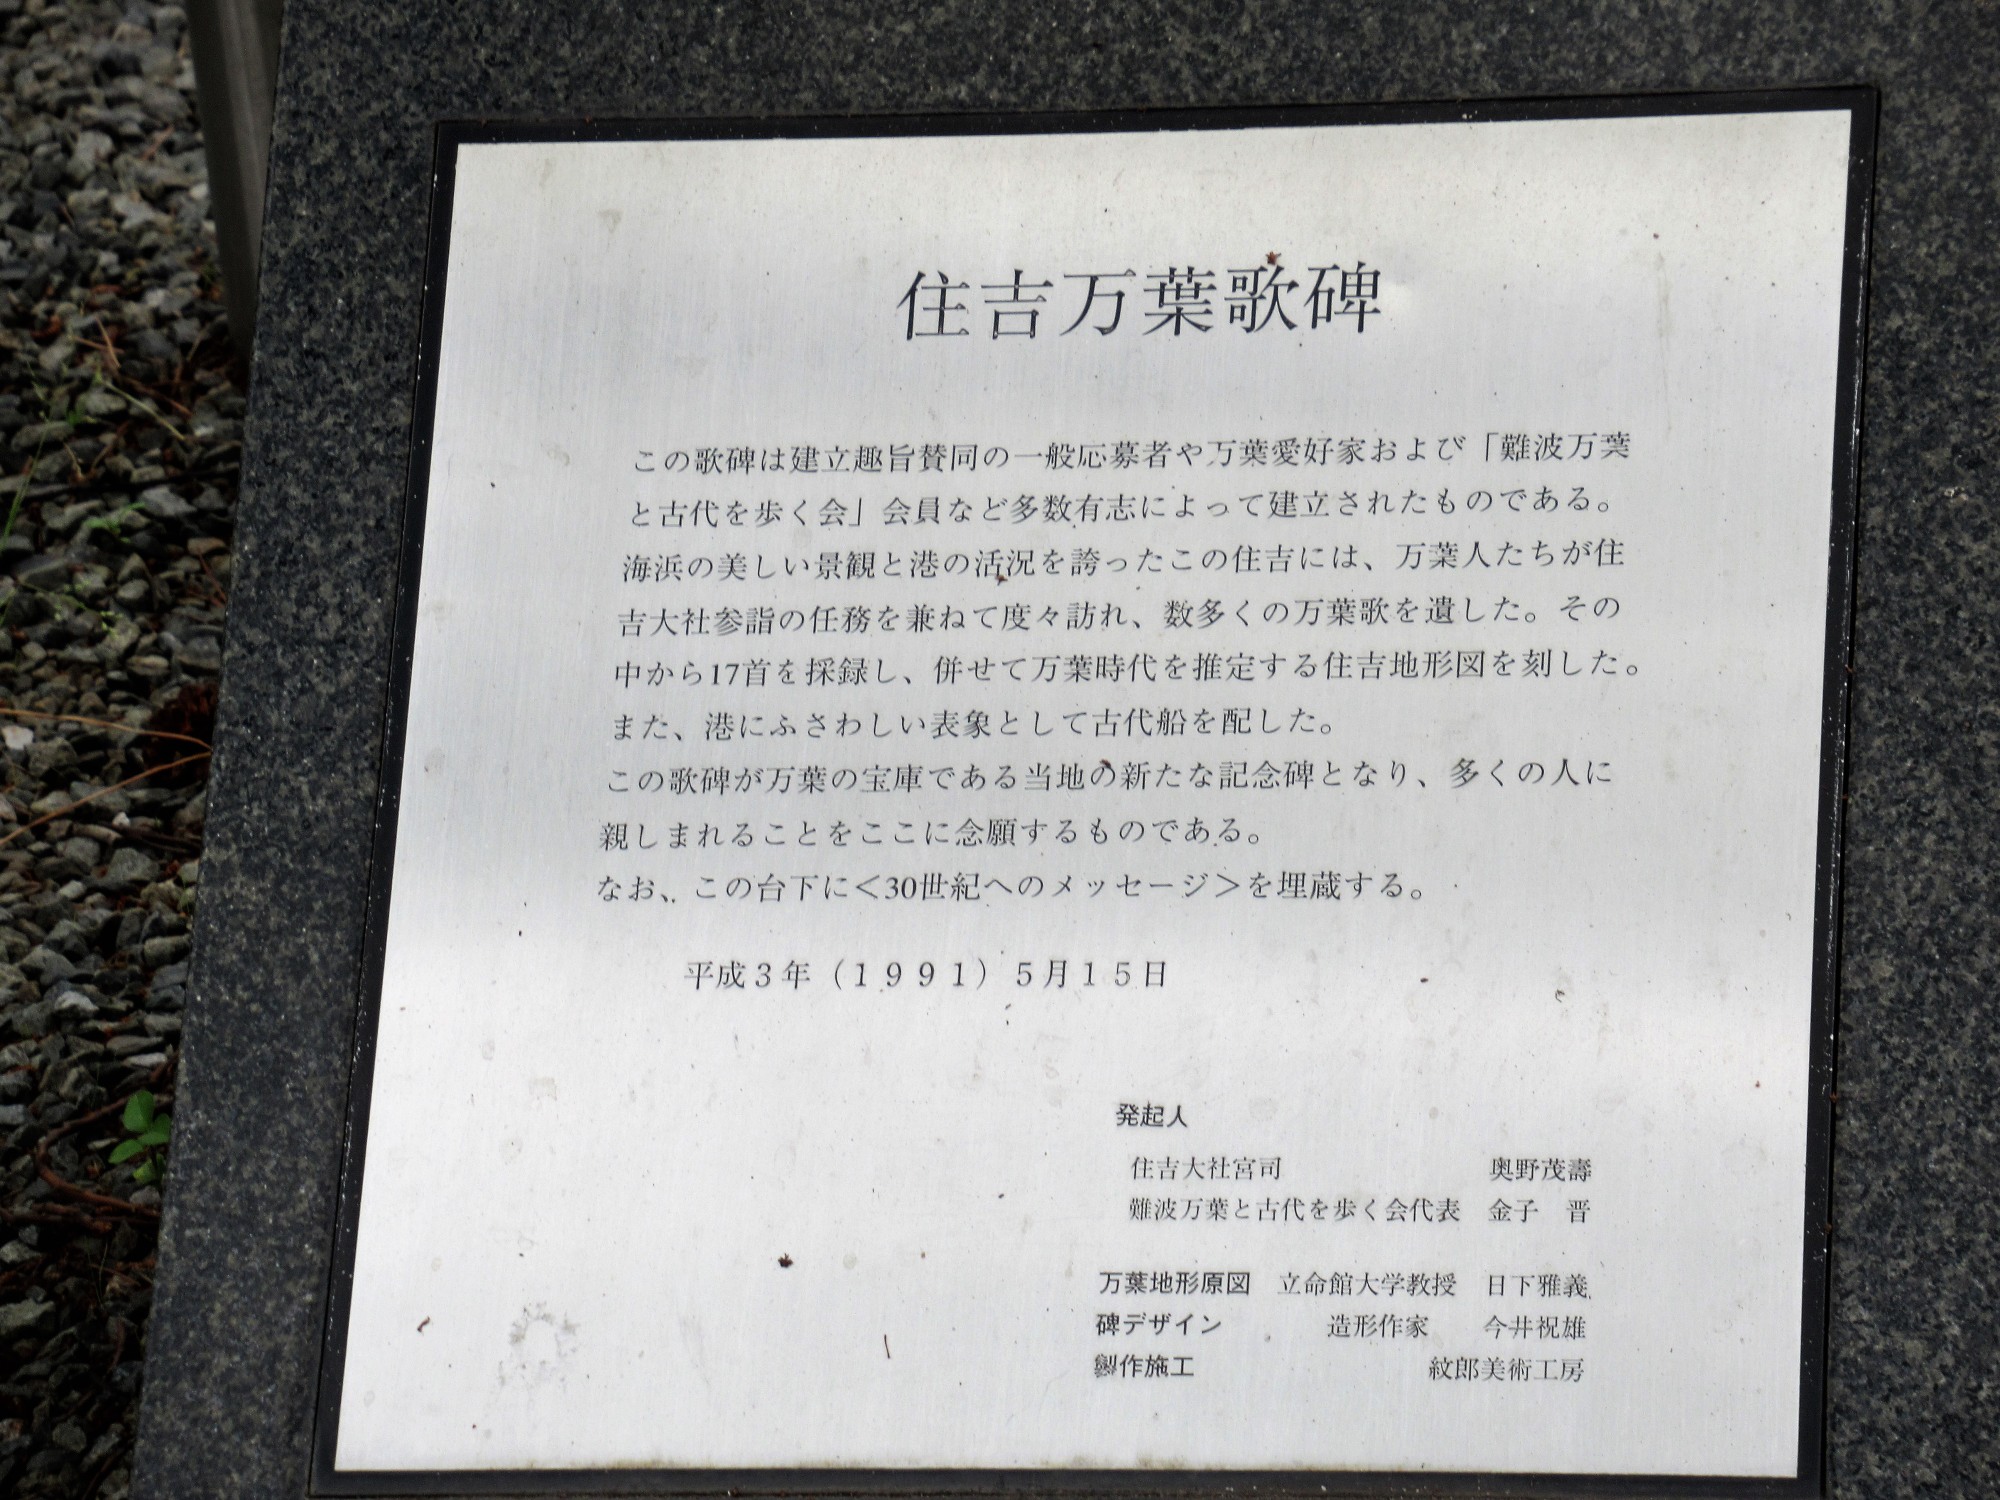 住吉万葉歌碑
この歌碑は建立趣旨賛同の一般応募者や万葉愛好家および「難波万葉
と古代を歩く会」会員など多数有志によって建立されたものである。
海浜の美しい景観と港の活況を誇ったこの住吉には、万葉人たちが住
吉大社参詣の任務を兼ねて度々訪れ、数多くの万葉歌を遺した。その
中から17首を採録し、併せて万葉時代を推定する住吉地形図を刻した。
また、港にふさわしい表象として古代船を配した。
この歌碑が万葉の宝庫である当地の新たな記念碑となり、多くの人に
親しまれることをここに念願するものである。
なお、この台下に＜30世紀へのメッセージ＞を埋蔵する。
平成３年（１９９１）５月１５日
発起人
住吉大社宮司　奥野茂壽
難波万葉と古代を歩く会代表　金子　晋
万葉地形原図　立命館大学教授　日下雅義
碑デザイン　造形作家　今井祝雄
製作施工　紋郎美術工房